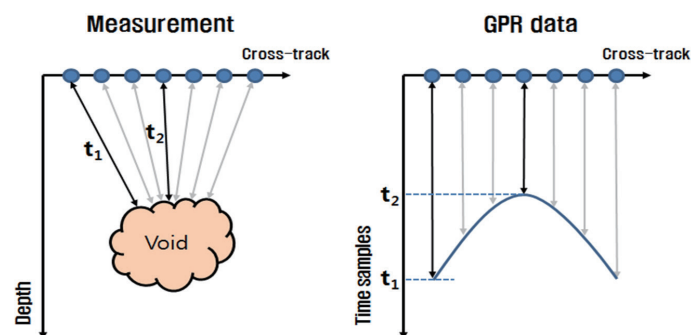 Measurement
Cross-track
t₁
t₂
Void
Depth
GPR data
Cross-track
t₂
t₁
Time samples